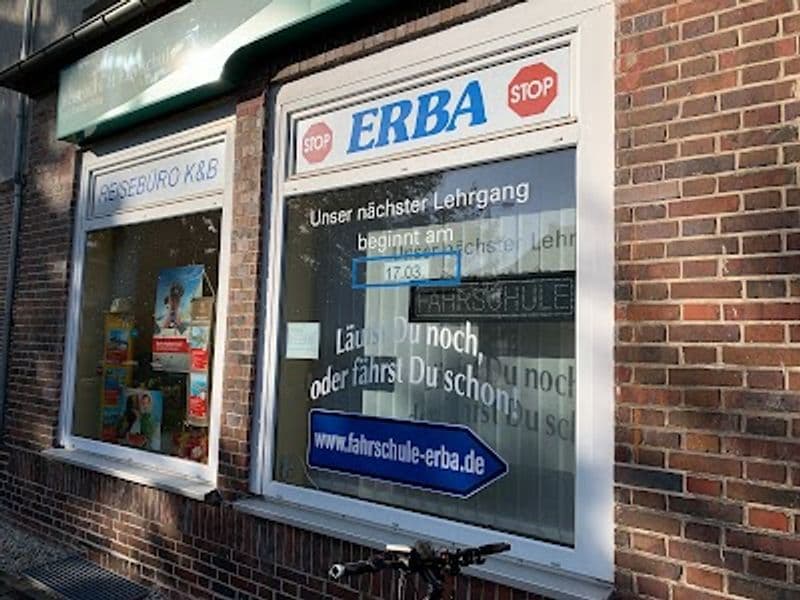 REISEBÜRO K&B
STOP ERBA STOP
Unser nächster Lehrgang
beginnt am
17.03.
FAHRSCHULE
Läufst Du noch,
oder fährst Du schon?
www.fahrschule-erba.de